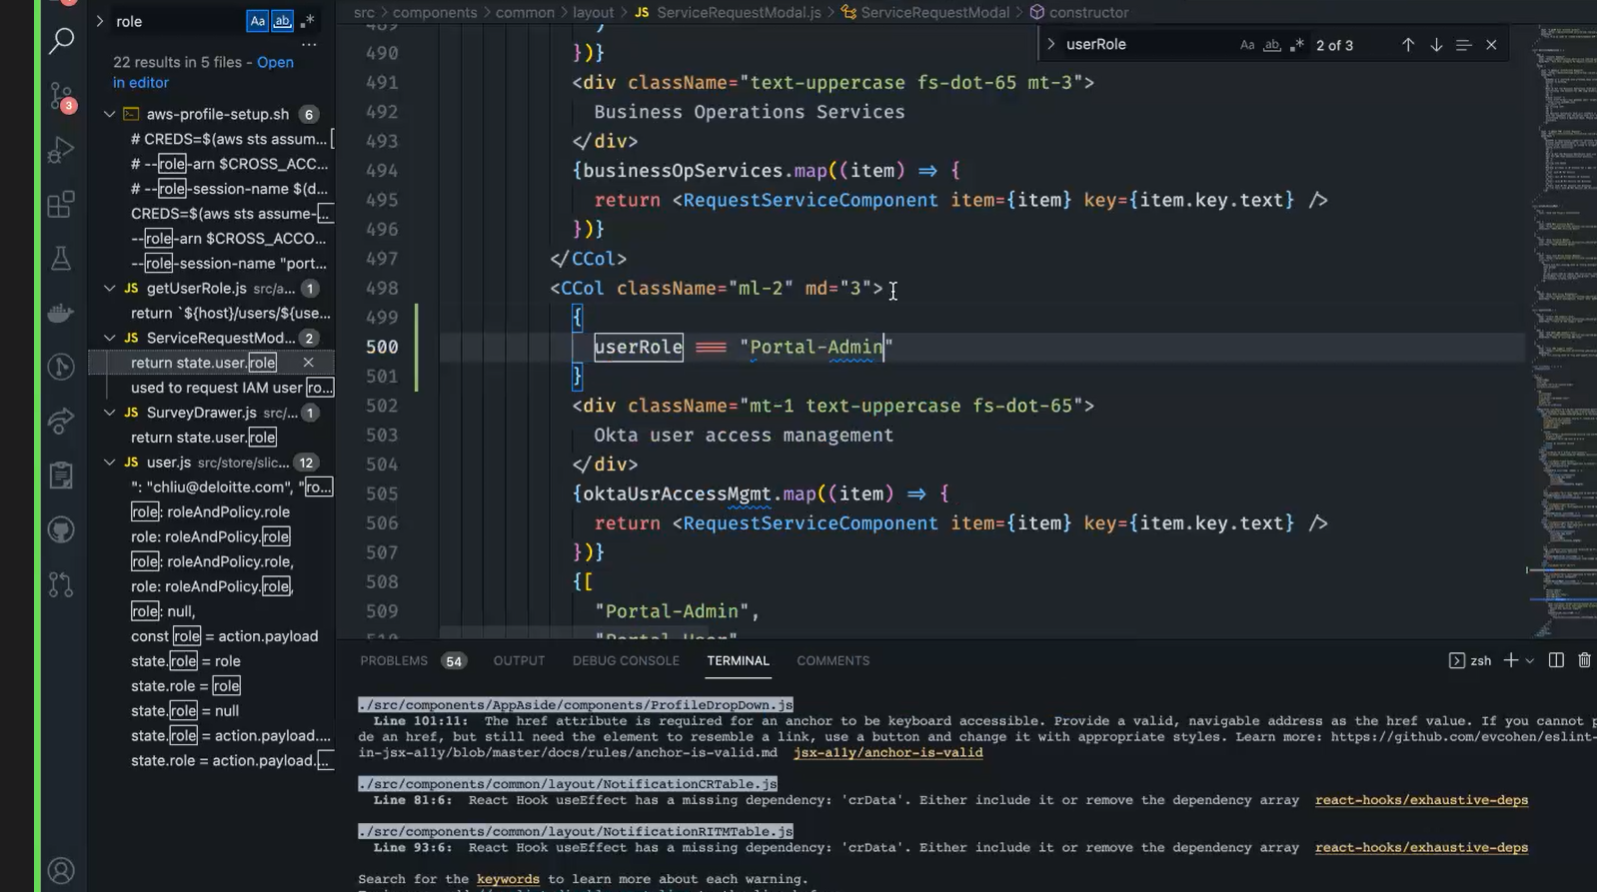 role
Aa ab .*
22 results in 5 files - Open
in editor
aws-profile-setup.sh 6
# CREDS=$(aws sts assum...
# --role-arn $CROSS_ACC...
# --role-session-name $(d...
CREDS=$(aws sts assume-...
--role-arn $CROSS_ACCO...
--role-session-name "port...
JS getUserRole.js src/a... 1
return `${host}/users/${use...
JS ServiceRequestMod... 2
return state.user.role
used to request IAM user ro...
JS SurveyDrawer.js src/... 1
return state.user.role
JS user.js src/store/slic... 12
": "chliu@deloitte.com", "ro...
role: roleAndPolicy.role
role: roleAndPolicy.role
role: roleAndPolicy.role,
role: roleAndPolicy.role,
role: null,
const role = action.payload
state.role = role
state.role = role
state.role = null
state.role = action.payload....
state.role = action.payload....
3
src > components > common > layout > JS ServiceRequestModal.js > ServiceRequestModal > constructor
userRole Aa ab .* 2 of 3
489 )
490 })}
491 <div className="text-uppercase fs-dot-65 mt-3">
492 Business Operations Services
493 </div>
494 {businessOpServices.map((item) => {
495 return <RequestServiceComponent item={item} key={item.key.text} />
496 })}
497 </CCol>
498 <CCol className="ml-2" md="3">
499 {
500 userRole === "Portal-Admin"
501 }
502 <div className="mt-1 text-uppercase fs-dot-65">
503 Okta user access management
504 </div>
505 {oktaUsrAccessMgmt.map((item) => {
506 return <RequestServiceComponent item={item} key={item.key.text} />
507 })}
508 {[
509 "Portal-Admin",
510 "Portal-User"
PROBLEMS 54 OUTPUT DEBUG CONSOLE TERMINAL COMMENTS
zsh
./src/components/AppAside/components/ProfileDropDown.js
Line 101:11: The href attribute is required for an anchor to be keyboard accessible. Provide a valid, navigable address as the href value. If you cannot p
de an href, but still need the element to resemble a link, use a button and change it with appropriate styles. Learn more: https://github.com/evcohen/eslint-
in-jsx-a11y/blob/master/docs/rules/anchor-is-valid.md jsx-a11y/anchor-is-valid
./src/components/common/layout/NotificationCRTable.js
Line 81:6: React Hook useEffect has a missing dependency: 'crData'. Either include it or remove the dependency array react-hooks/exhaustive-deps
./src/components/common/layout/NotificationRITMTable.js
Line 93:6: React Hook useEffect has a missing dependency: 'crData'. Either include it or remove the dependency array react-hooks/exhaustive-deps
Search for the keywords to learn more about each warning.